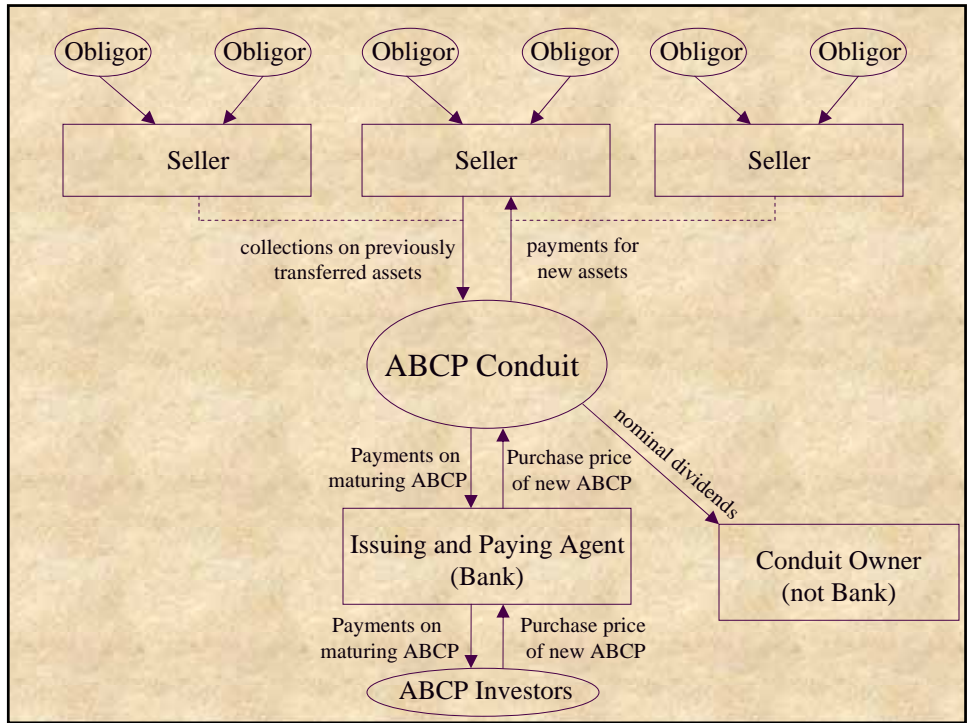 Obligor
Obligor
Obligor
Obligor
Obligor
Obligor
Seller
Seller
Seller
collections on previously
transferred assets
payments for
new assets
ABCP Conduit
nominal dividends
Payments on
maturing ABCP
Purchase price
of new ABCP
Issuing and Paying Agent
(Bank)
Conduit Owner
(not Bank)
Payments on
maturing ABCP
Purchase price
of new ABCP
ABCP Investors